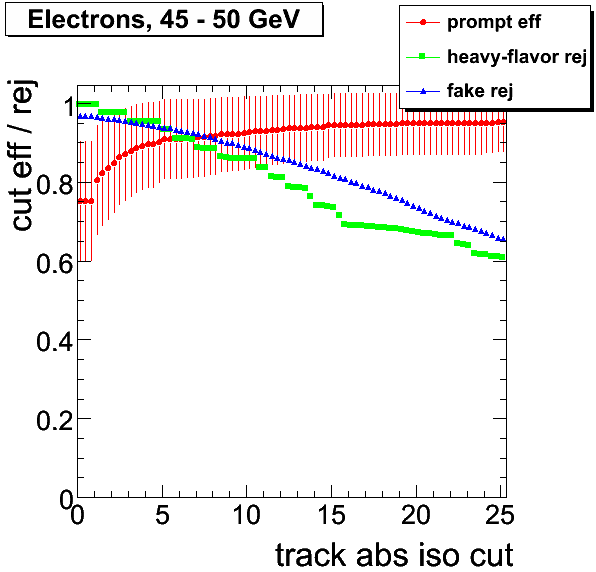 Electrons, 45 - 50 GeV
prompt eff
heavy-flavor rej
fake rej
cut eff / rej
1
0.8
0.6
0.4
0.2
0
0 5 10 15 20 25
track abs iso cut